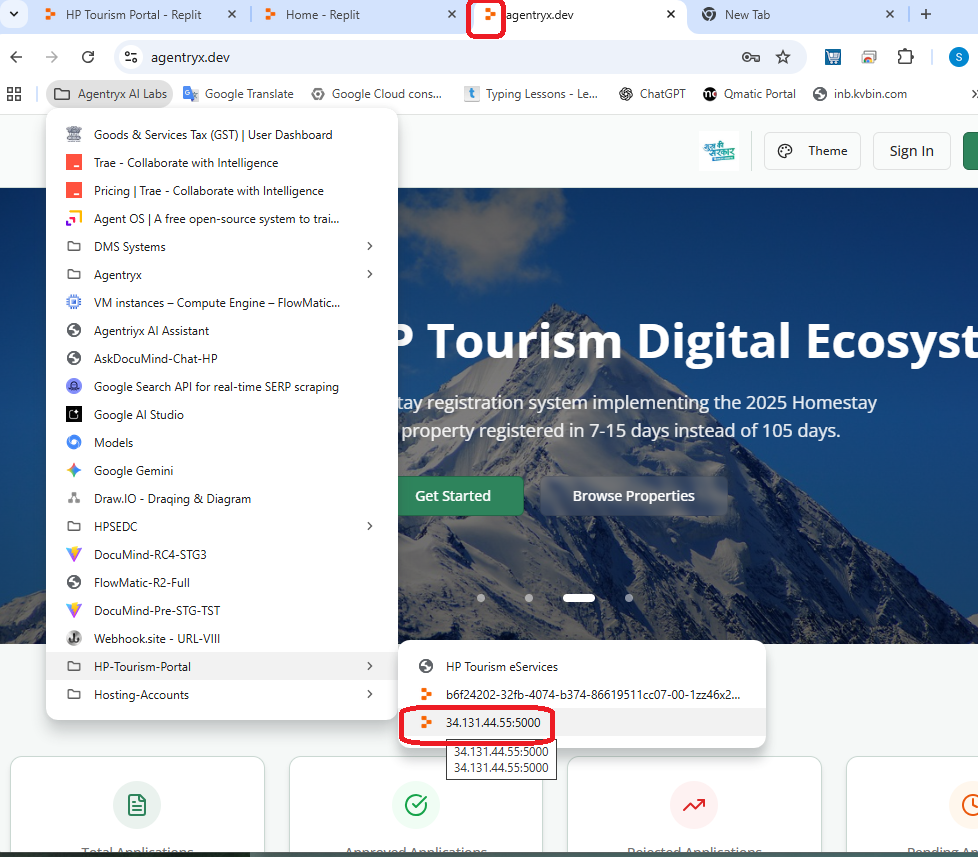 HP Tourism Portal - Replit
Home - Replit
agentryx.dev
New Tab
agentryx.dev
S
Agentryx AI Labs
Google Translate
Google Cloud cons...
Typing Lessons - Le...
ChatGPT
Qmatic Portal
inb.kvbin.com
Goods & Services Tax (GST) | User Dashboard
Trae - Collaborate with Intelligence
Pricing | Trae - Collaborate with Intelligence
Agent OS | A free open-source system to trai...
DMS Systems
Agentryx
VM instances – Compute Engine – FlowMatic...
Agentriyx AI Assistant
AskDocuMind-Chat-HP
Google Search API for real-time SERP scraping
Google AI Studio
Models
Google Gemini
Draw.IO - Draqing & Diagram
HPSEDC
DocuMind-RC4-STG3
FlowMatic-R2-Full
DocuMind-Pre-STG-TST
Webhook.site - URL-VIII
HP-Tourism-Portal
Hosting-Accounts
HP Tourism eServices
b6f24202-32fb-4074-b374-86619511cc07-00-1zz46x2...
34.131.44.55:5000
34.131.44.55:5000
34.131.44.55:5000
सुख की
सरकार
Theme
Sign In
P Tourism Digital Ecosyst
tay registration system implementing the 2025 Homestay
property registered in 7-15 days instead of 105 days.
Get Started
Browse Properties
Total Applications
Approved Applications
Rejected Applications
Pending Ap